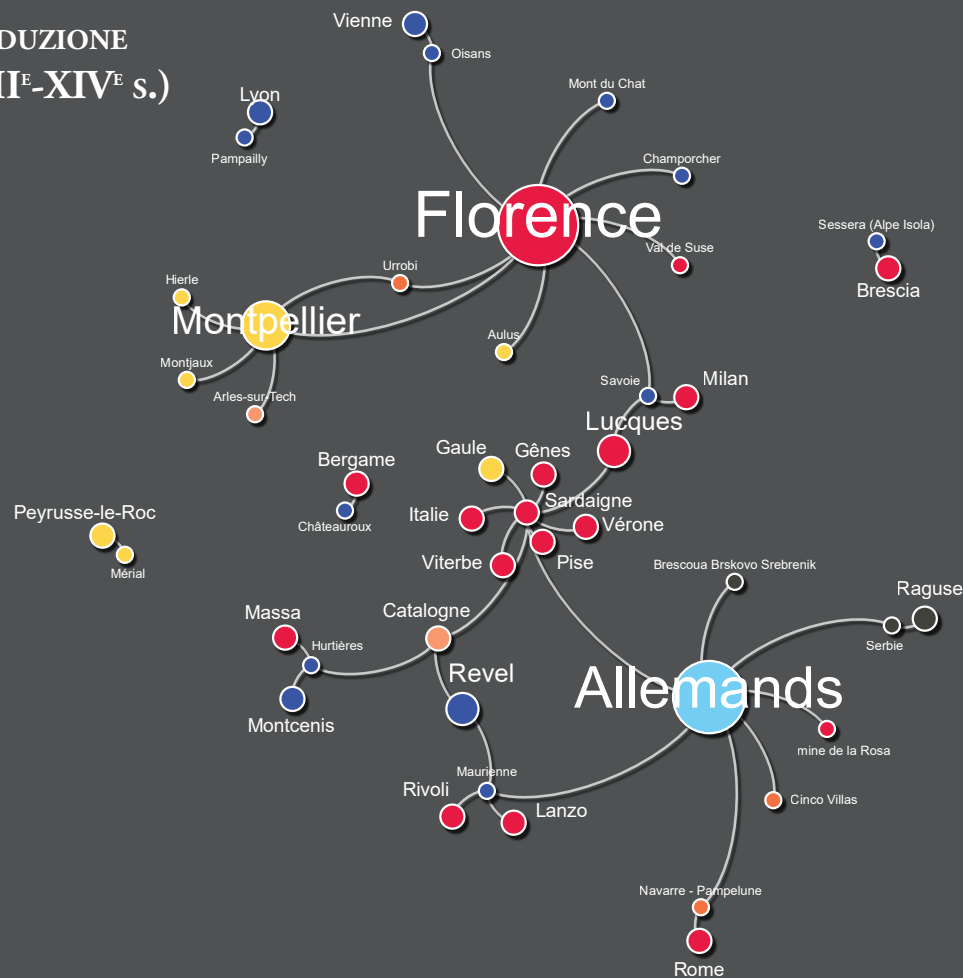 DUZIONE
IIᴱ-XIVᴱ s.)
Vienne
Oisans
Mont du Chat
Lyon
Pampailly
Champorcher
Florence
Sessera (Alpe Isola)
Val de Suse
Urrobi
Hierle
Brescia
Montpellier
Aulus
Montjaux
Savoie
Milan
Arles-sur-Tech
Lucques
Gaule
Gênes
Bergame
Sardaigne
Peyrusse-le-Roc
Italie
Châteauroux
Vérone
Viterbe
Pise
Mérial
Brescoua Brskovo Srebrenik
Raguse
Massa
Catalogne
Hurtières
Serbie
Revel
Allemands
Montcenis
mine de la Rosa
Maurienne
Rivoli
Lanzo
Cinco Villas
Navarre - Pampelune
Rome